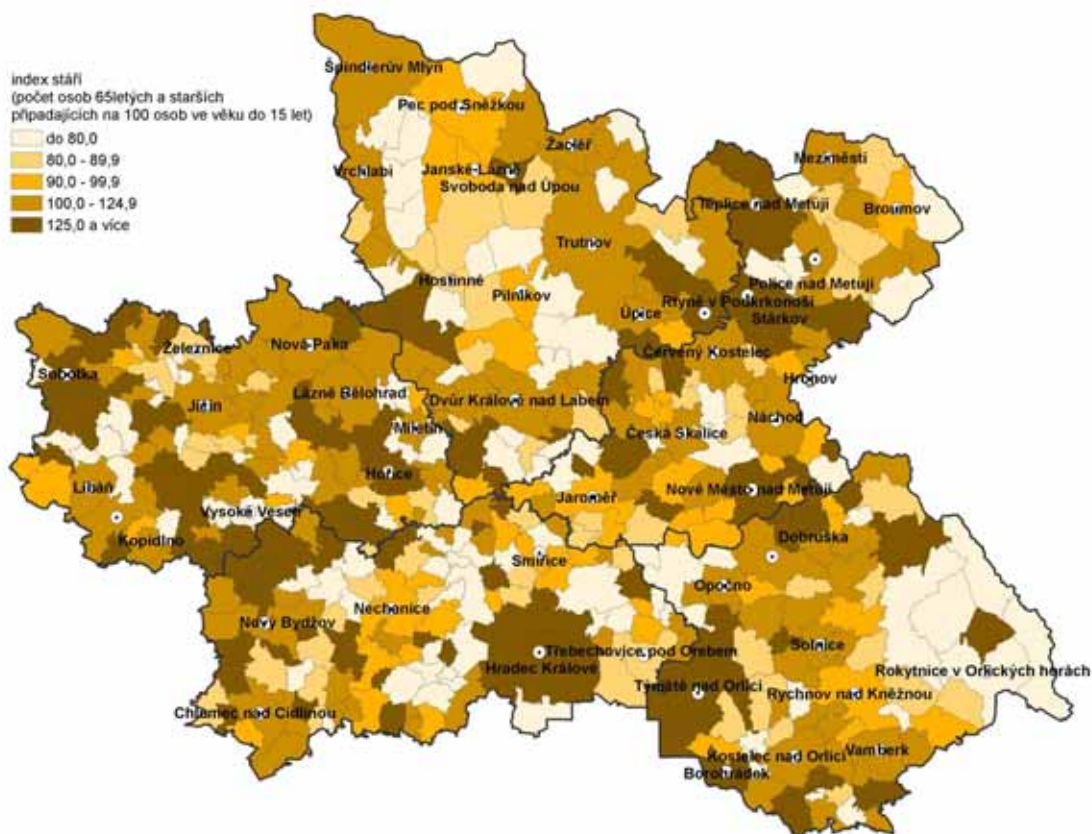 index stáří
(počet osob 65letých a starších
připadajících na 100 osob ve věku do 15 let)
do 80,0
80,0 - 89,9
90,0 - 99,9
100,0 - 124,9
125,0 a více
Špindlerův Mlýn
Pec pod Sněžkou
Žacléř
Meziměstí
Vrchlabí
Janské Lázně
Svoboda nad Úpou
Teplice nad Metují
Broumov
Trutnov
Hostinné
Pilníkov
Police nad Metují
Rtyně v Podkrkonoší
Úpice
Stárkov
Železnice
Nová Paka
Červený Kostelec
Sobotka
Hronov
Lázně Bělohrad
Dvůr Králové nad Labem
Jičín
Náchod
Miletín
Česká Skalice
Hořice
Libáň
Jaroměř
Nové Město nad Metují
Vysoké Veselí
Kopidlno
Dobruška
Smiřice
Opočno
Nechanice
Nový Bydžov
Solnice
Třebechovice pod Orebem
Hradec Králové
Rokytnice v Orlických horách
Týniště nad Orlicí
Rychnov nad Kněžnou
Chlumec nad Cidlinou
Kostelec nad Orlicí
Vamberk
Borohrádek